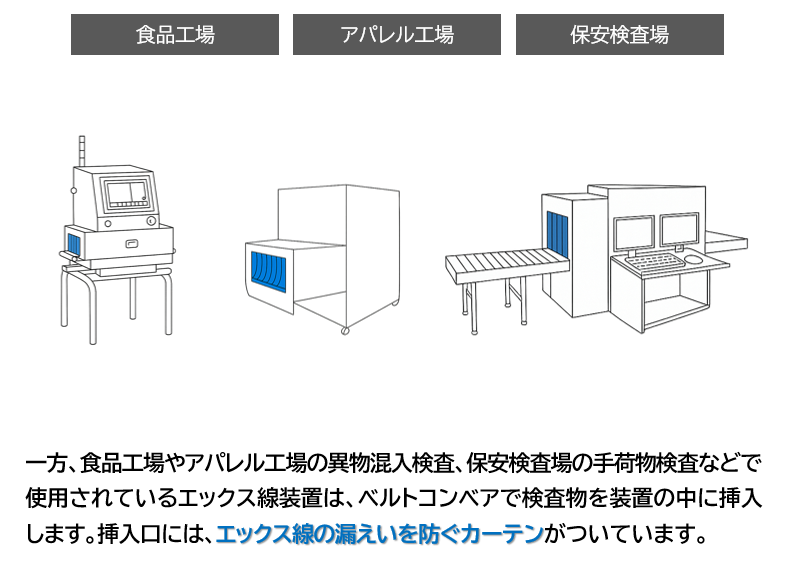 食品工場
アパレル工場
保安検査場
一方、食品工場やアパレル工場の異物混入検査、保安検査場の手荷物検査などで
使用されているエックス線装置は、ベルトコンベアで検査物を装置の中に挿入
します。挿入口には、エックス線の漏えいを防ぐカーテンがついています。